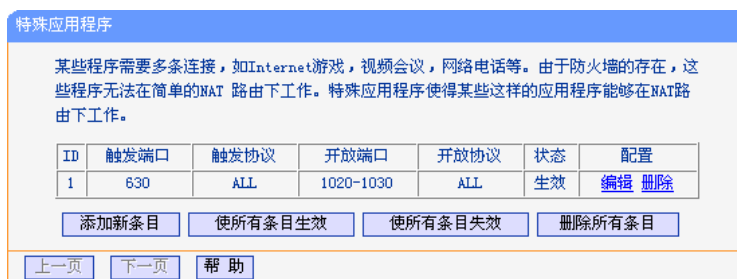 特殊应用程序
某些程序需要多条连接，如Internet游戏，视频会议，网络电话等。由于防火墙的存在，这
些程序无法在简单的NAT 路由下工作。特殊应用程序使得某些这样的应用程序能够在NAT路
由下工作。
ID 触发端口 触发协议 开放端口 开放协议 状态 配置
1 630 ALL 1020-1030 ALL 生效 编辑 删除
添加新条目 使所有条目生效 使所有条目失效 删除所有条目
上一页 下一页 帮 助